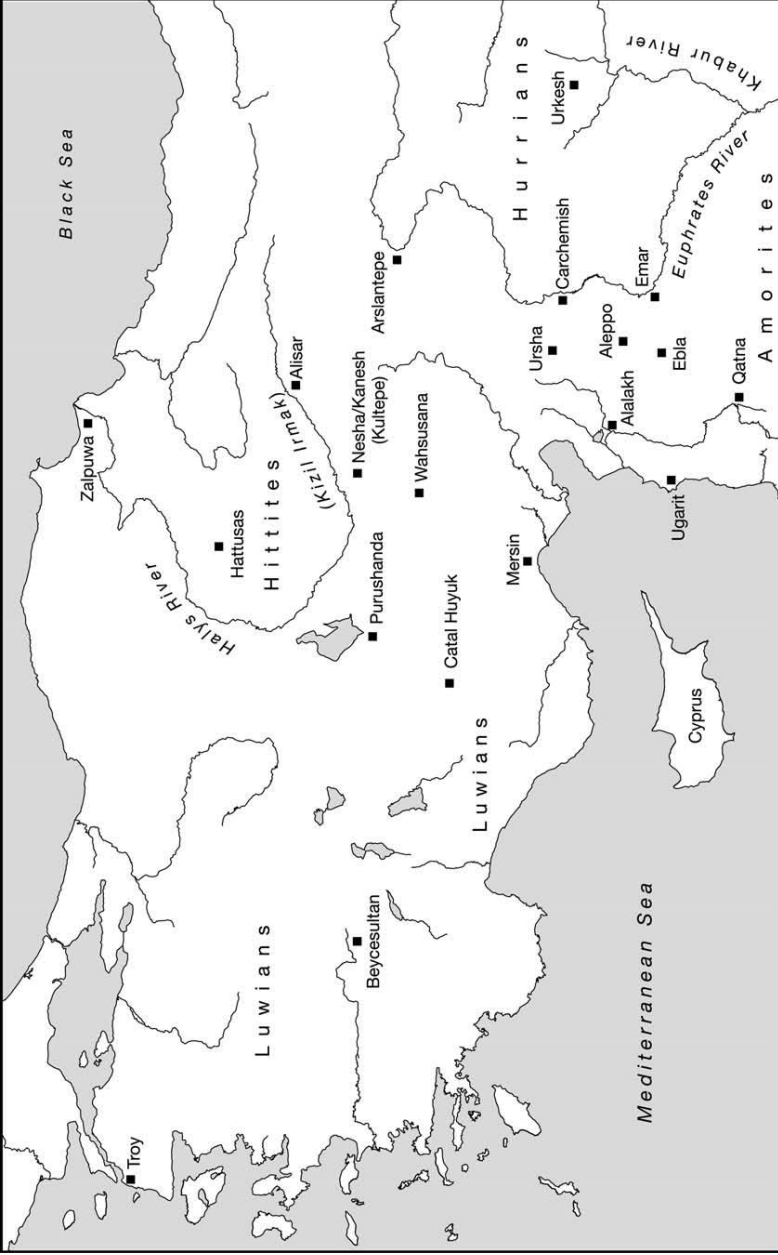 Black Sea
Zalpuwa
Halys River
Hattusas
Hittites
(Kizil Irmak)
Alisar
Nesha/Kanesh
(Kultepe)
Arslantepe
Hurrians
Urkesh
Khabur River
Purushanda
Wahsusana
Catal Huyuk
Mersin
Ursha
Carchemish
Aleppo
Emar
Euphrates River
Alalakh
Ebla
Qatna
Amorites
Ugarit
Cyprus
Luwians
Luwians
Beycesultan
Troy
Mediterranean Sea